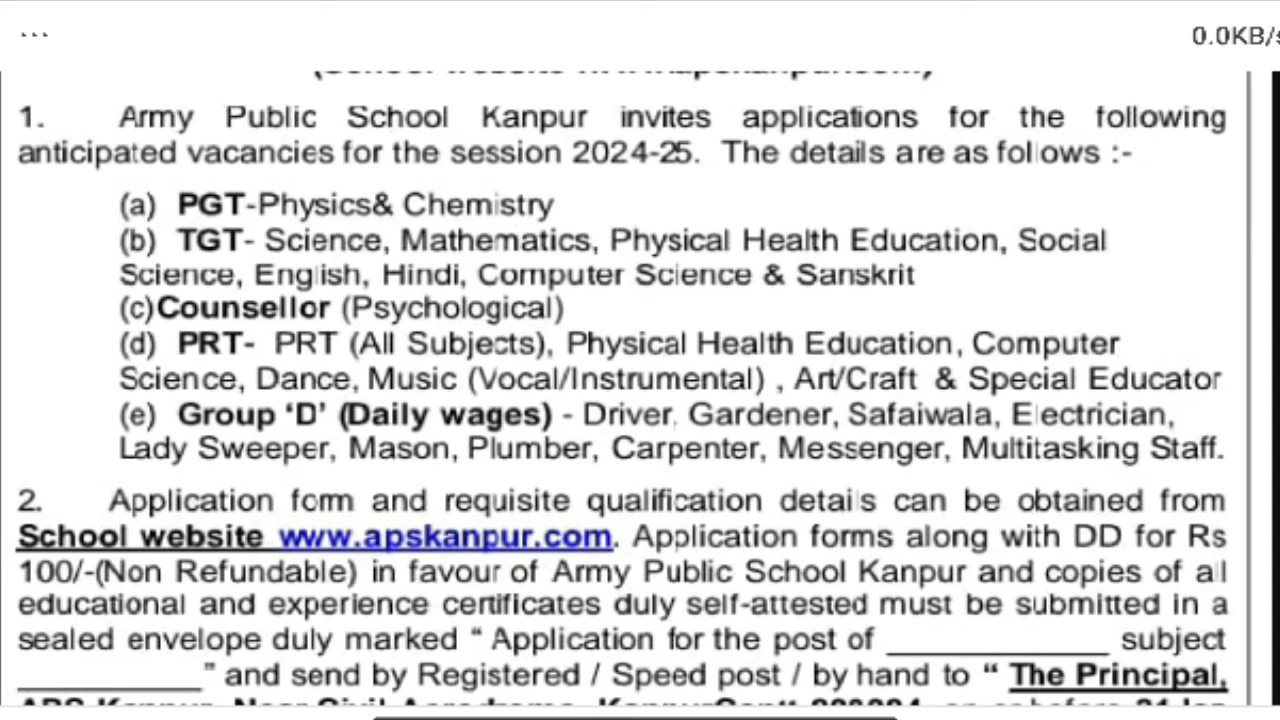 ...
0.0KB/s
1. Army Public School Kanpur invites applications for the following
anticipated vacancies for the session 2024-25. The details are as follows :-
(a) PGT-Physics& Chemistry
(b) TGT- Science, Mathematics, Physical Health Education, Social
Science, English, Hindi, Computer Science & Sanskrit
(c)Counsellor (Psychological)
(d) PRT- PRT (All Subjects), Physical Health Education, Computer
Science, Dance, Music (Vocal/Instrumental) , Art/Craft & Special Educator
(e) Group ‘D’ (Daily wages) - Driver, Gardener, Safaiwala, Electrician,
Lady Sweeper, Mason, Plumber, Carpenter, Messenger, Multitasking Staff.
2. Application form and requisite qualification details can be obtained from
School website www.apskanpur.com. Application forms along with DD for Rs
100/-(Non Refundable) in favour of Army Public School Kanpur and copies of all
educational and experience certificates duly self-attested must be submitted in a
sealed envelope duly marked “ Application for the post of ______________ subject
____________ ” and send by Registered / Speed post / by hand to “ The Principal,